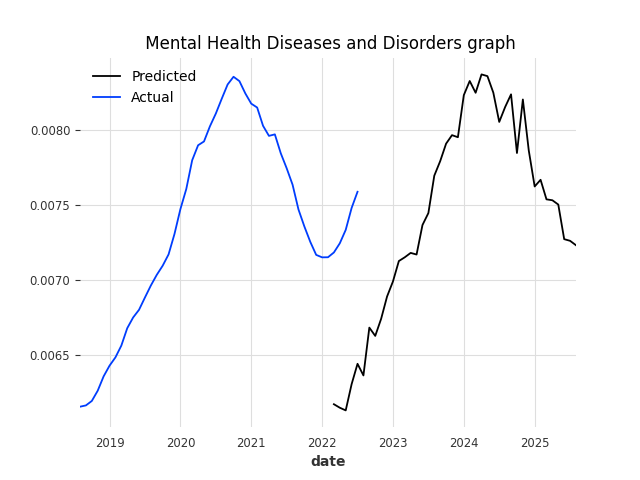 Mental Health Diseases and Disorders graph
Predicted
Actual
0.0080
0.0075
0.0070
0.0065
2019 2020 2021 2022 2023 2024 2025
date